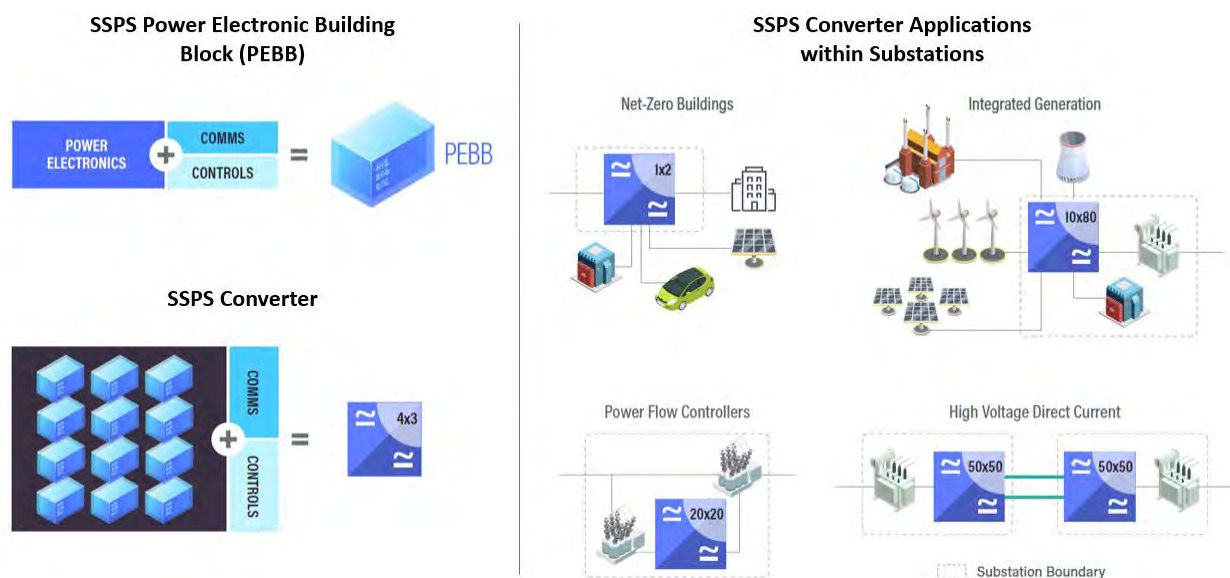 SSPS Power Electronic Building
Block (PEBB)
POWER
ELECTRONICS
+
COMMS
CONTROLS
=
PEBB
SSPS Converter
+
COMMS
CONTROLS
=
4x3
SSPS Converter Applications
within Substations
Net-Zero Buildings
1x2
Integrated Generation
10x80
Power Flow Controllers
20x20
High Voltage Direct Current
50x50
50x50
Substation Boundary